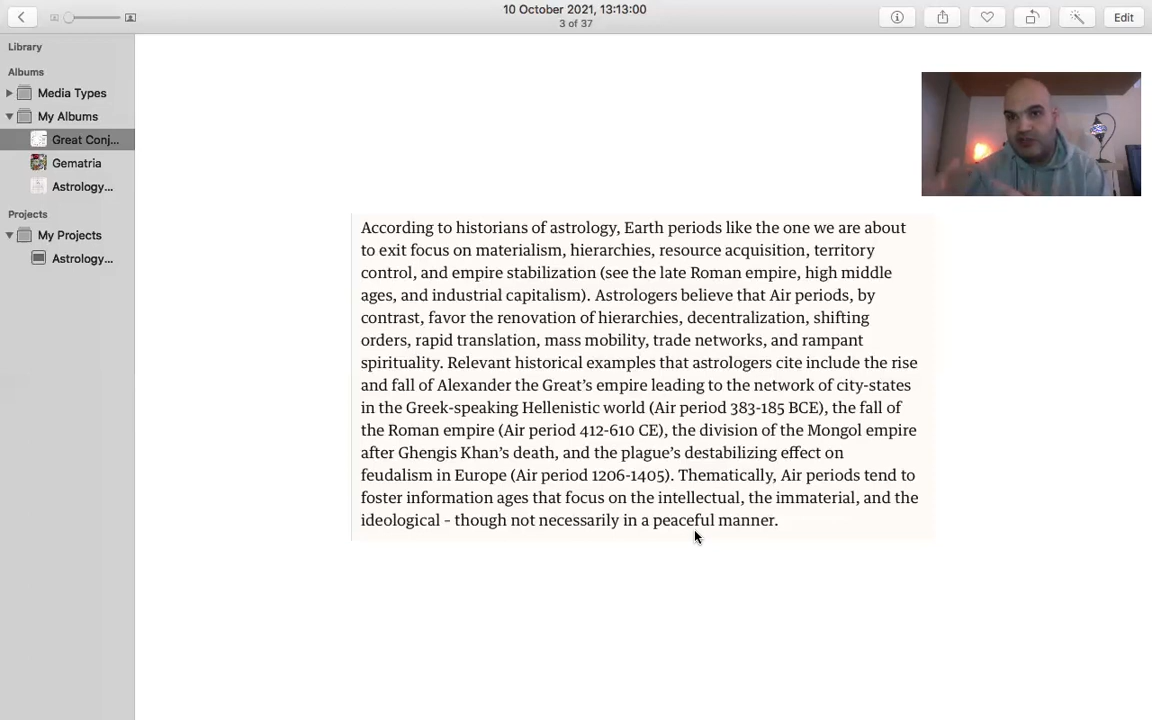 10 October 2021, 13:13:00
3 of 37
Edit
Library
Albums
Media Types
My Albums
Great Conj...
Gematria
Astrology...
Projects
My Projects
Astrology...
According to historians of astrology, Earth periods like the one we are about
to exit focus on materialism, hierarchies, resource acquisition, territory
control, and empire stabilization (see the late Roman empire, high middle
ages, and industrial capitalism). Astrologers believe that Air periods, by
contrast, favor the renovation of hierarchies, decentralization, shifting
orders, rapid translation, mass mobility, trade networks, and rampant
spirituality. Relevant historical examples that astrologers cite include the rise
and fall of Alexander the Great’s empire leading to the network of city-states
in the Greek-speaking Hellenistic world (Air period 383-185 BCE), the fall of
the Roman empire (Air period 412-610 CE), the division of the Mongol empire
after Ghengis Khan’s death, and the plague’s destabilizing effect on
feudalism in Europe (Air period 1206-1405). Thematically, Air periods tend to
foster information ages that focus on the intellectual, the immaterial, and the
ideological – though not necessarily in a peaceful manner.